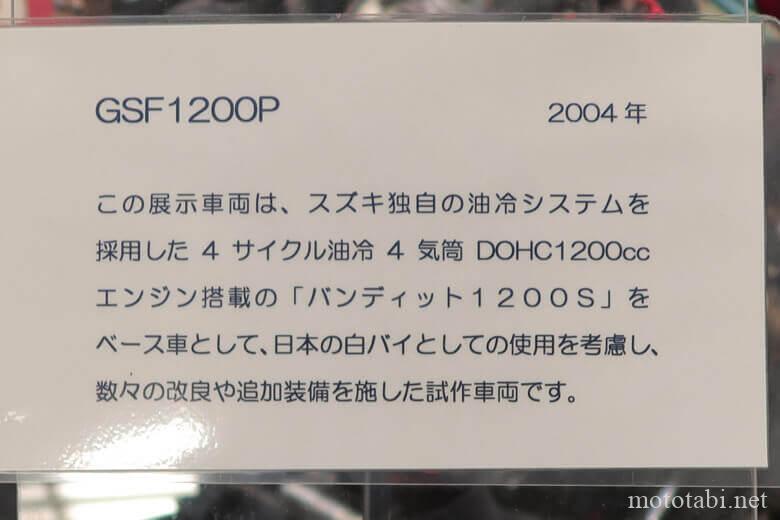 GSF1200P 2004年
この展示車両は、スズキ独自の油冷システムを
採用した 4 サイクル油冷 4 気筒 DOHC1200cc
エンジン搭載の「バンディット１２００Ｓ」を
ベース車として、日本の白バイとしての使用を考慮し、
数々の改良や追加装備を施した試作車両です。
mototabi.net